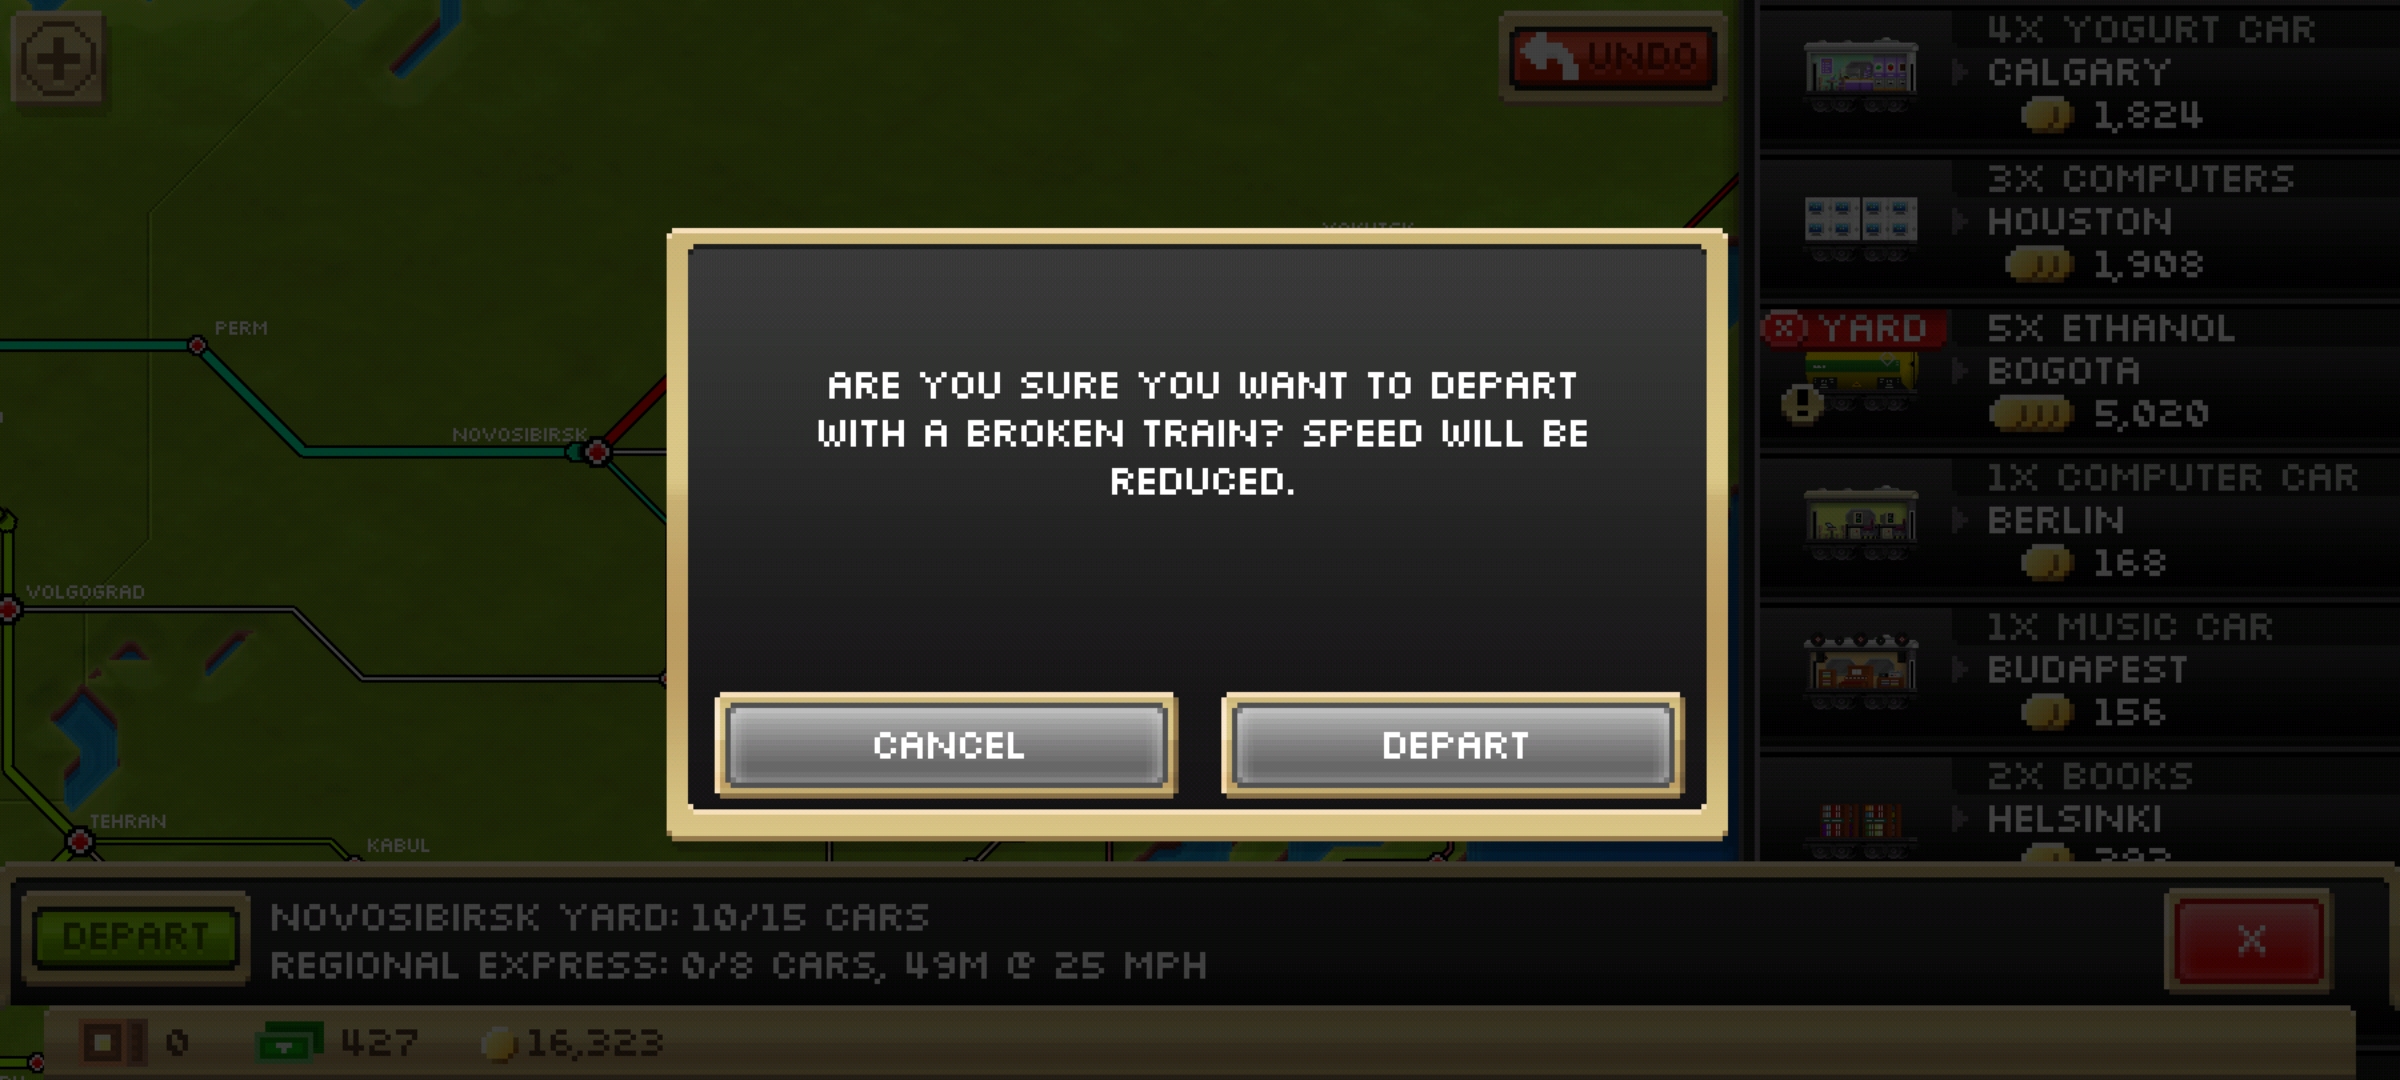 UNDO
4X YOGURT CAR
CALGARY
1,824
3X COMPUTERS
HOUSTON
1,908
YARD
5X ETHANOL
BOGOTA
5,020
1X COMPUTER CAR
BERLIN
168
1X MUSIC CAR
BUDAPEST
156
2X BOOKS
HELSINKI
PERM
NOVOSIBIRSK
VOLGOGRAD
TEHRAN
KABUL
ARE YOU SURE YOU WANT TO DEPART
WITH A BROKEN TRAIN? SPEED WILL BE
REDUCED.
CANCEL
DEPART
DEPART
NOVOSIBIRSK YARD: 10/15 CARS
REGIONAL EXPRESS: 0/8 CARS, 49M @ 25 MPH
X
0
427
16,323